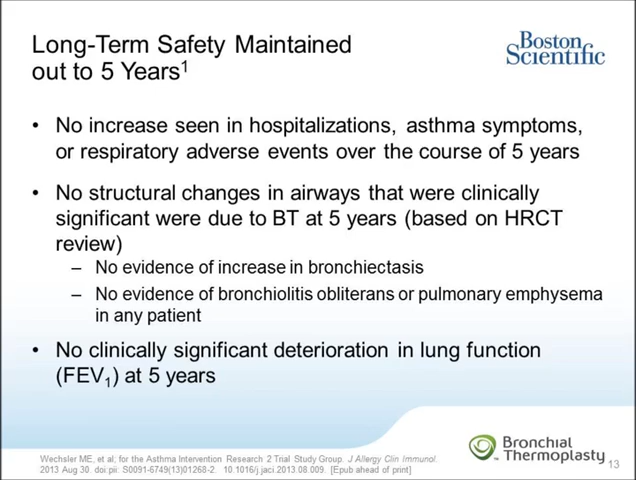 Long-Term Safety Maintained
out to 5 Years¹
Boston
Scientific
• No increase seen in hospitalizations, asthma symptoms,
or respiratory adverse events over the course of 5 years
• No structural changes in airways that were clinically
significant were due to BT at 5 years (based on HRCT
review)
– No evidence of increase in bronchiectasis
– No evidence of bronchiolitis obliterans or pulmonary emphysema
in any patient
• No clinically significant deterioration in lung function
(FEV₁) at 5 years
Wechsler ME, et al; for the Asthma Intervention Research 2 Trial Study Group. J Allergy Clin Immunol.
2013 Aug 30. doi:pii: S0091-6749(13)01268-2. 10.1016/j.jaci.2013.08.009. [Epub ahead of print]
Bronchial
Thermoplasty
13